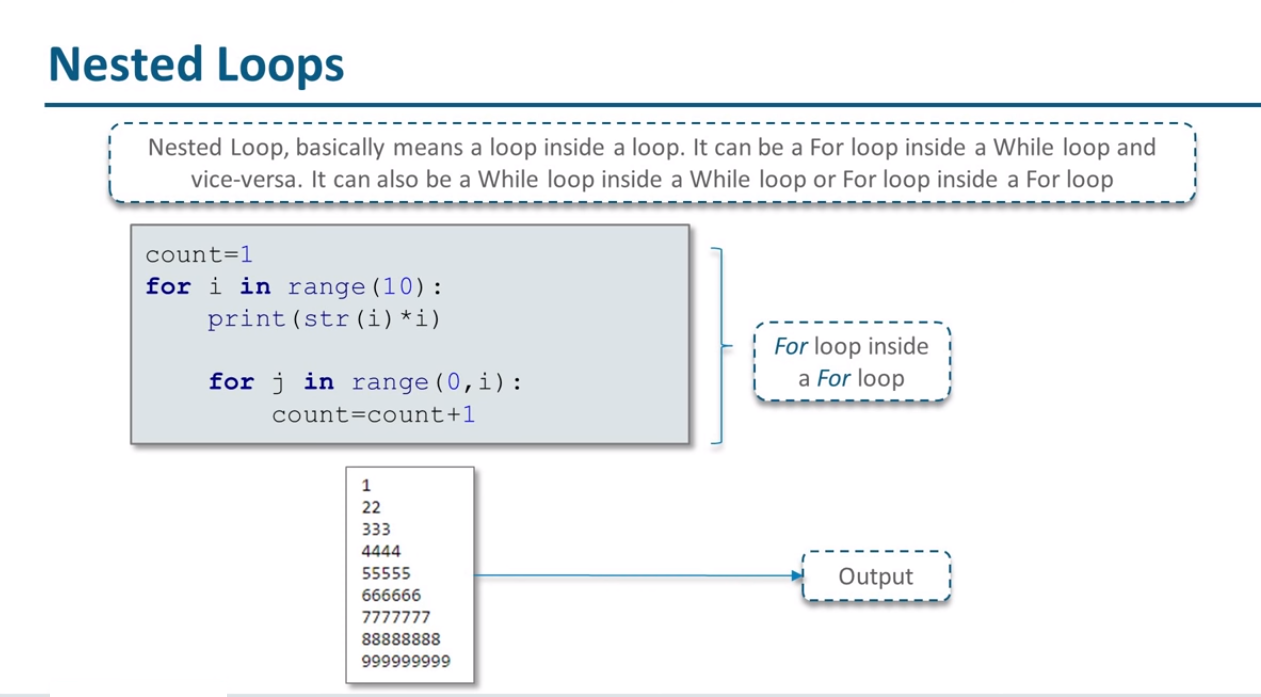 Nested Loops
Nested Loop, basically means a loop inside a loop. It can be a For loop inside a While loop and
vice-versa. It can also be a While loop inside a While loop or For loop inside a For loop
count=1
for i in range(10):
    print(str(i)*i)
    for j in range(0,i):
        count=count+1
For loop inside
a For loop
1
22
333
4444
55555
666666
7777777
88888888
999999999
Output